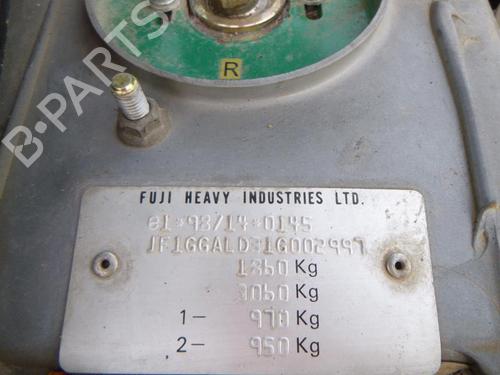 R
B-PARTS
FUJI HEAVY INDUSTRIES LTD.
e1*98/14*0145
JF1GGALD31G002997
1860 Kg
3060 Kg
1- 970 Kg
2- 950 Kg